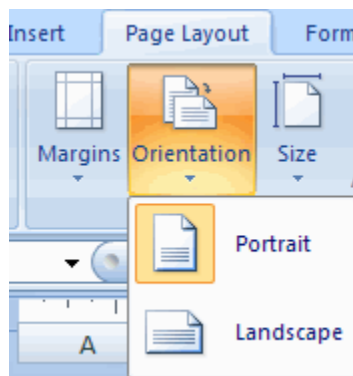 Insert Page Layout Form
Margins Orientation Size
Portrait
Landscape
A